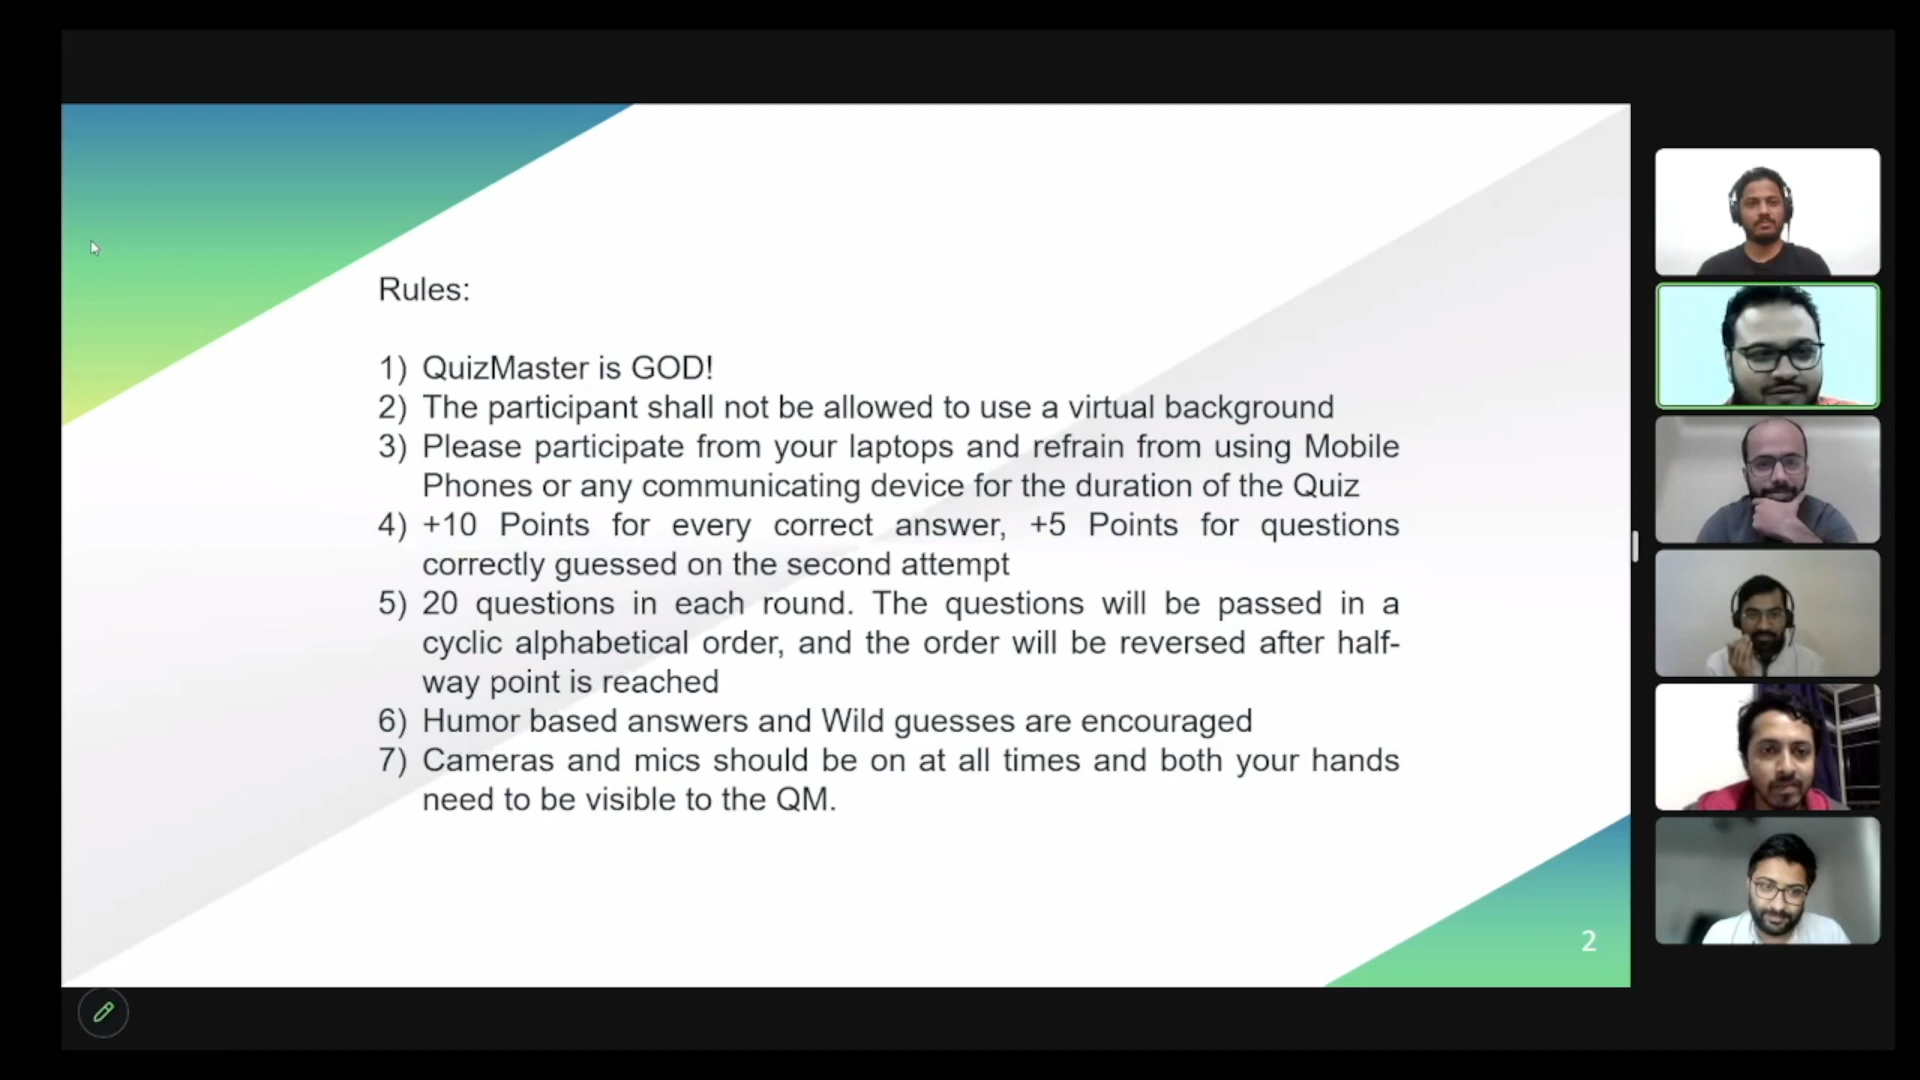 Rules:
1) QuizMaster is GOD!
2) The participant shall not be allowed to use a virtual background
3) Please participate from your laptops and refrain from using Mobile
Phones or any communicating device for the duration of the Quiz
4) +10 Points for every correct answer, +5 Points for questions
correctly guessed on the second attempt
5) 20 questions in each round. The questions will be passed in a
cyclic alphabetical order, and the order will be reversed after half-
way point is reached
6) Humor based answers and Wild guesses are encouraged
7) Cameras and mics should be on at all times and both your hands
need to be visible to the QM.
2